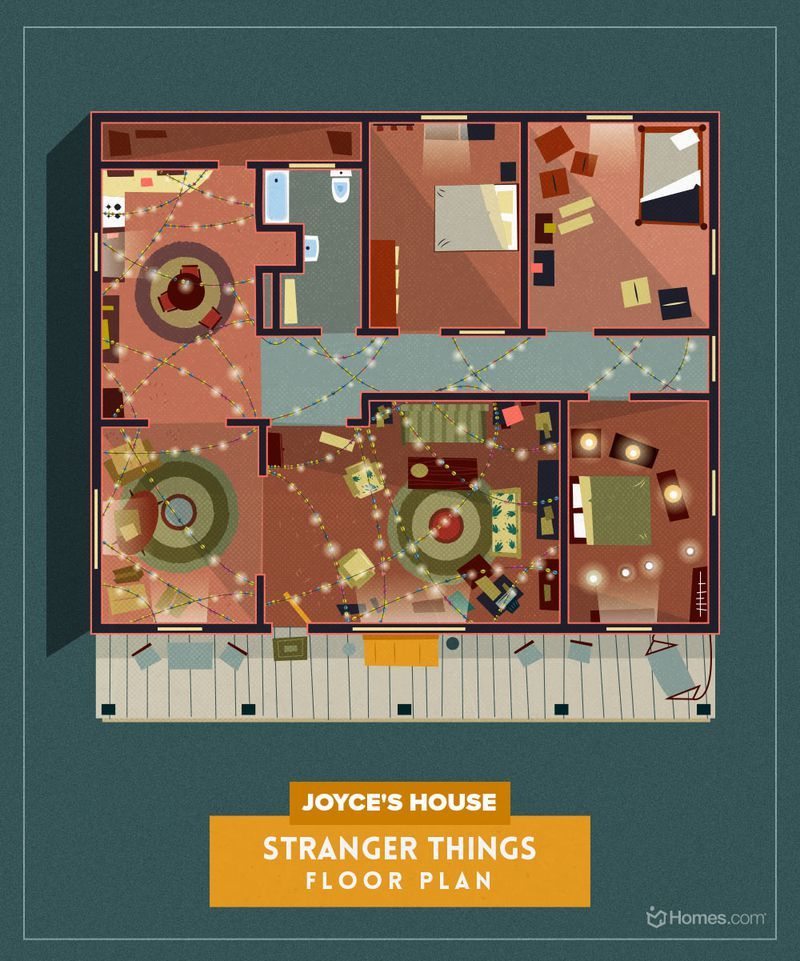 JOYCE'S HOUSE
STRANGER THINGS
FLOOR PLAN
Homes.com